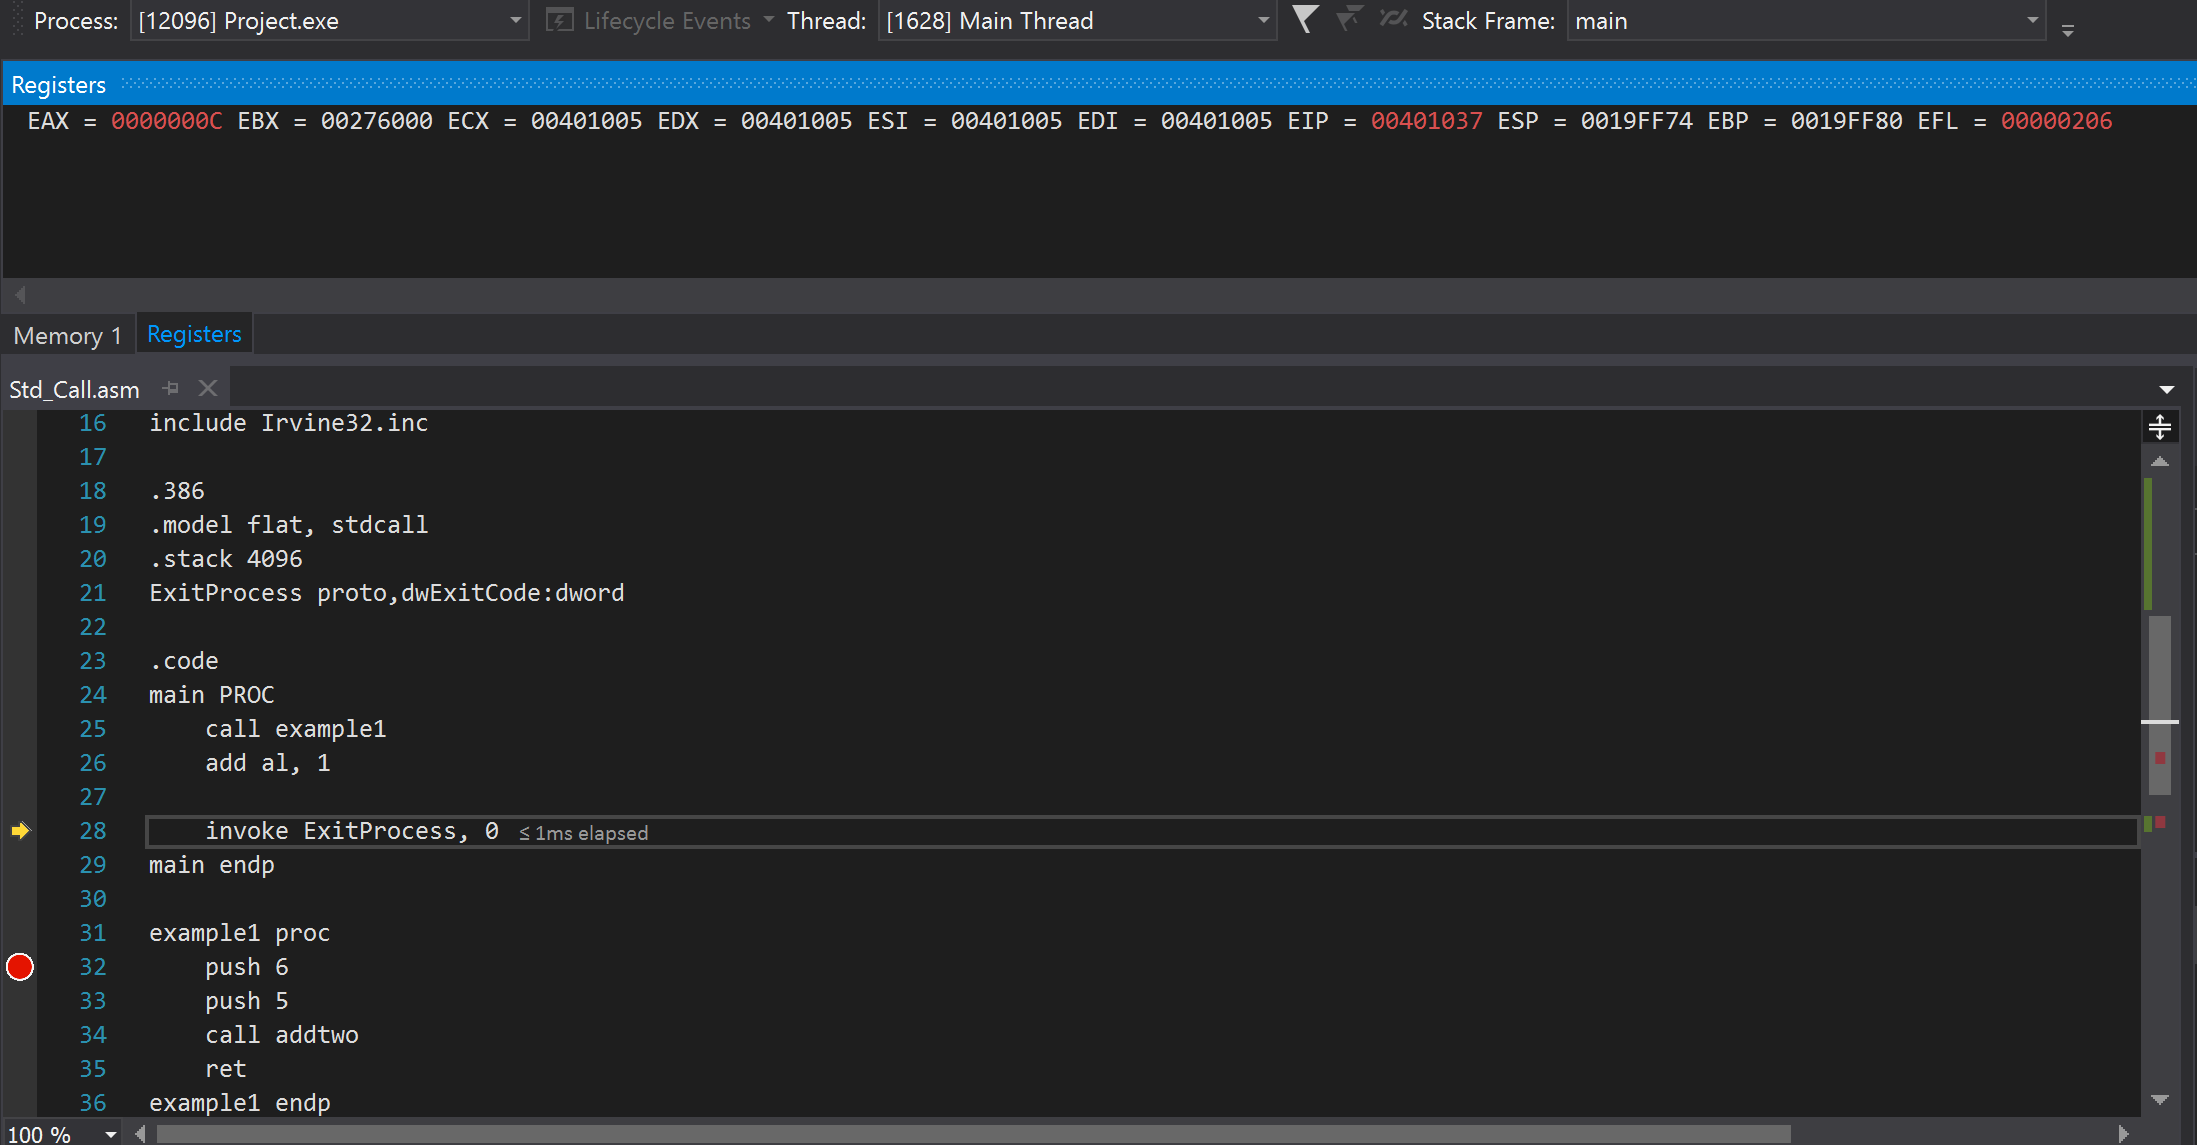 Process: [12096] Project.exe Lifecycle Events Thread: [1628] Main Thread Stack Frame: main
Registers
EAX = 0000000C EBX = 00276000 ECX = 00401005 EDX = 00401005 ESI = 00401005 EDI = 00401005 EIP = 00401037 ESP = 0019FF74 EBP = 0019FF80 EFL = 00000206
Memory 1 Registers
Std_Call.asm
16 include Irvine32.inc
17
18 .386
19 .model flat, stdcall
20 .stack 4096
21 ExitProcess proto,dwExitCode:dword
22
23 .code
24 main PROC
25 call example1
26 add al, 1
27
28 invoke ExitProcess, 0 ≤ 1ms elapsed
29 main endp
30
31 example1 proc
32 push 6
33 push 5
34 call addtwo
35 ret
36 example1 endp
100 %